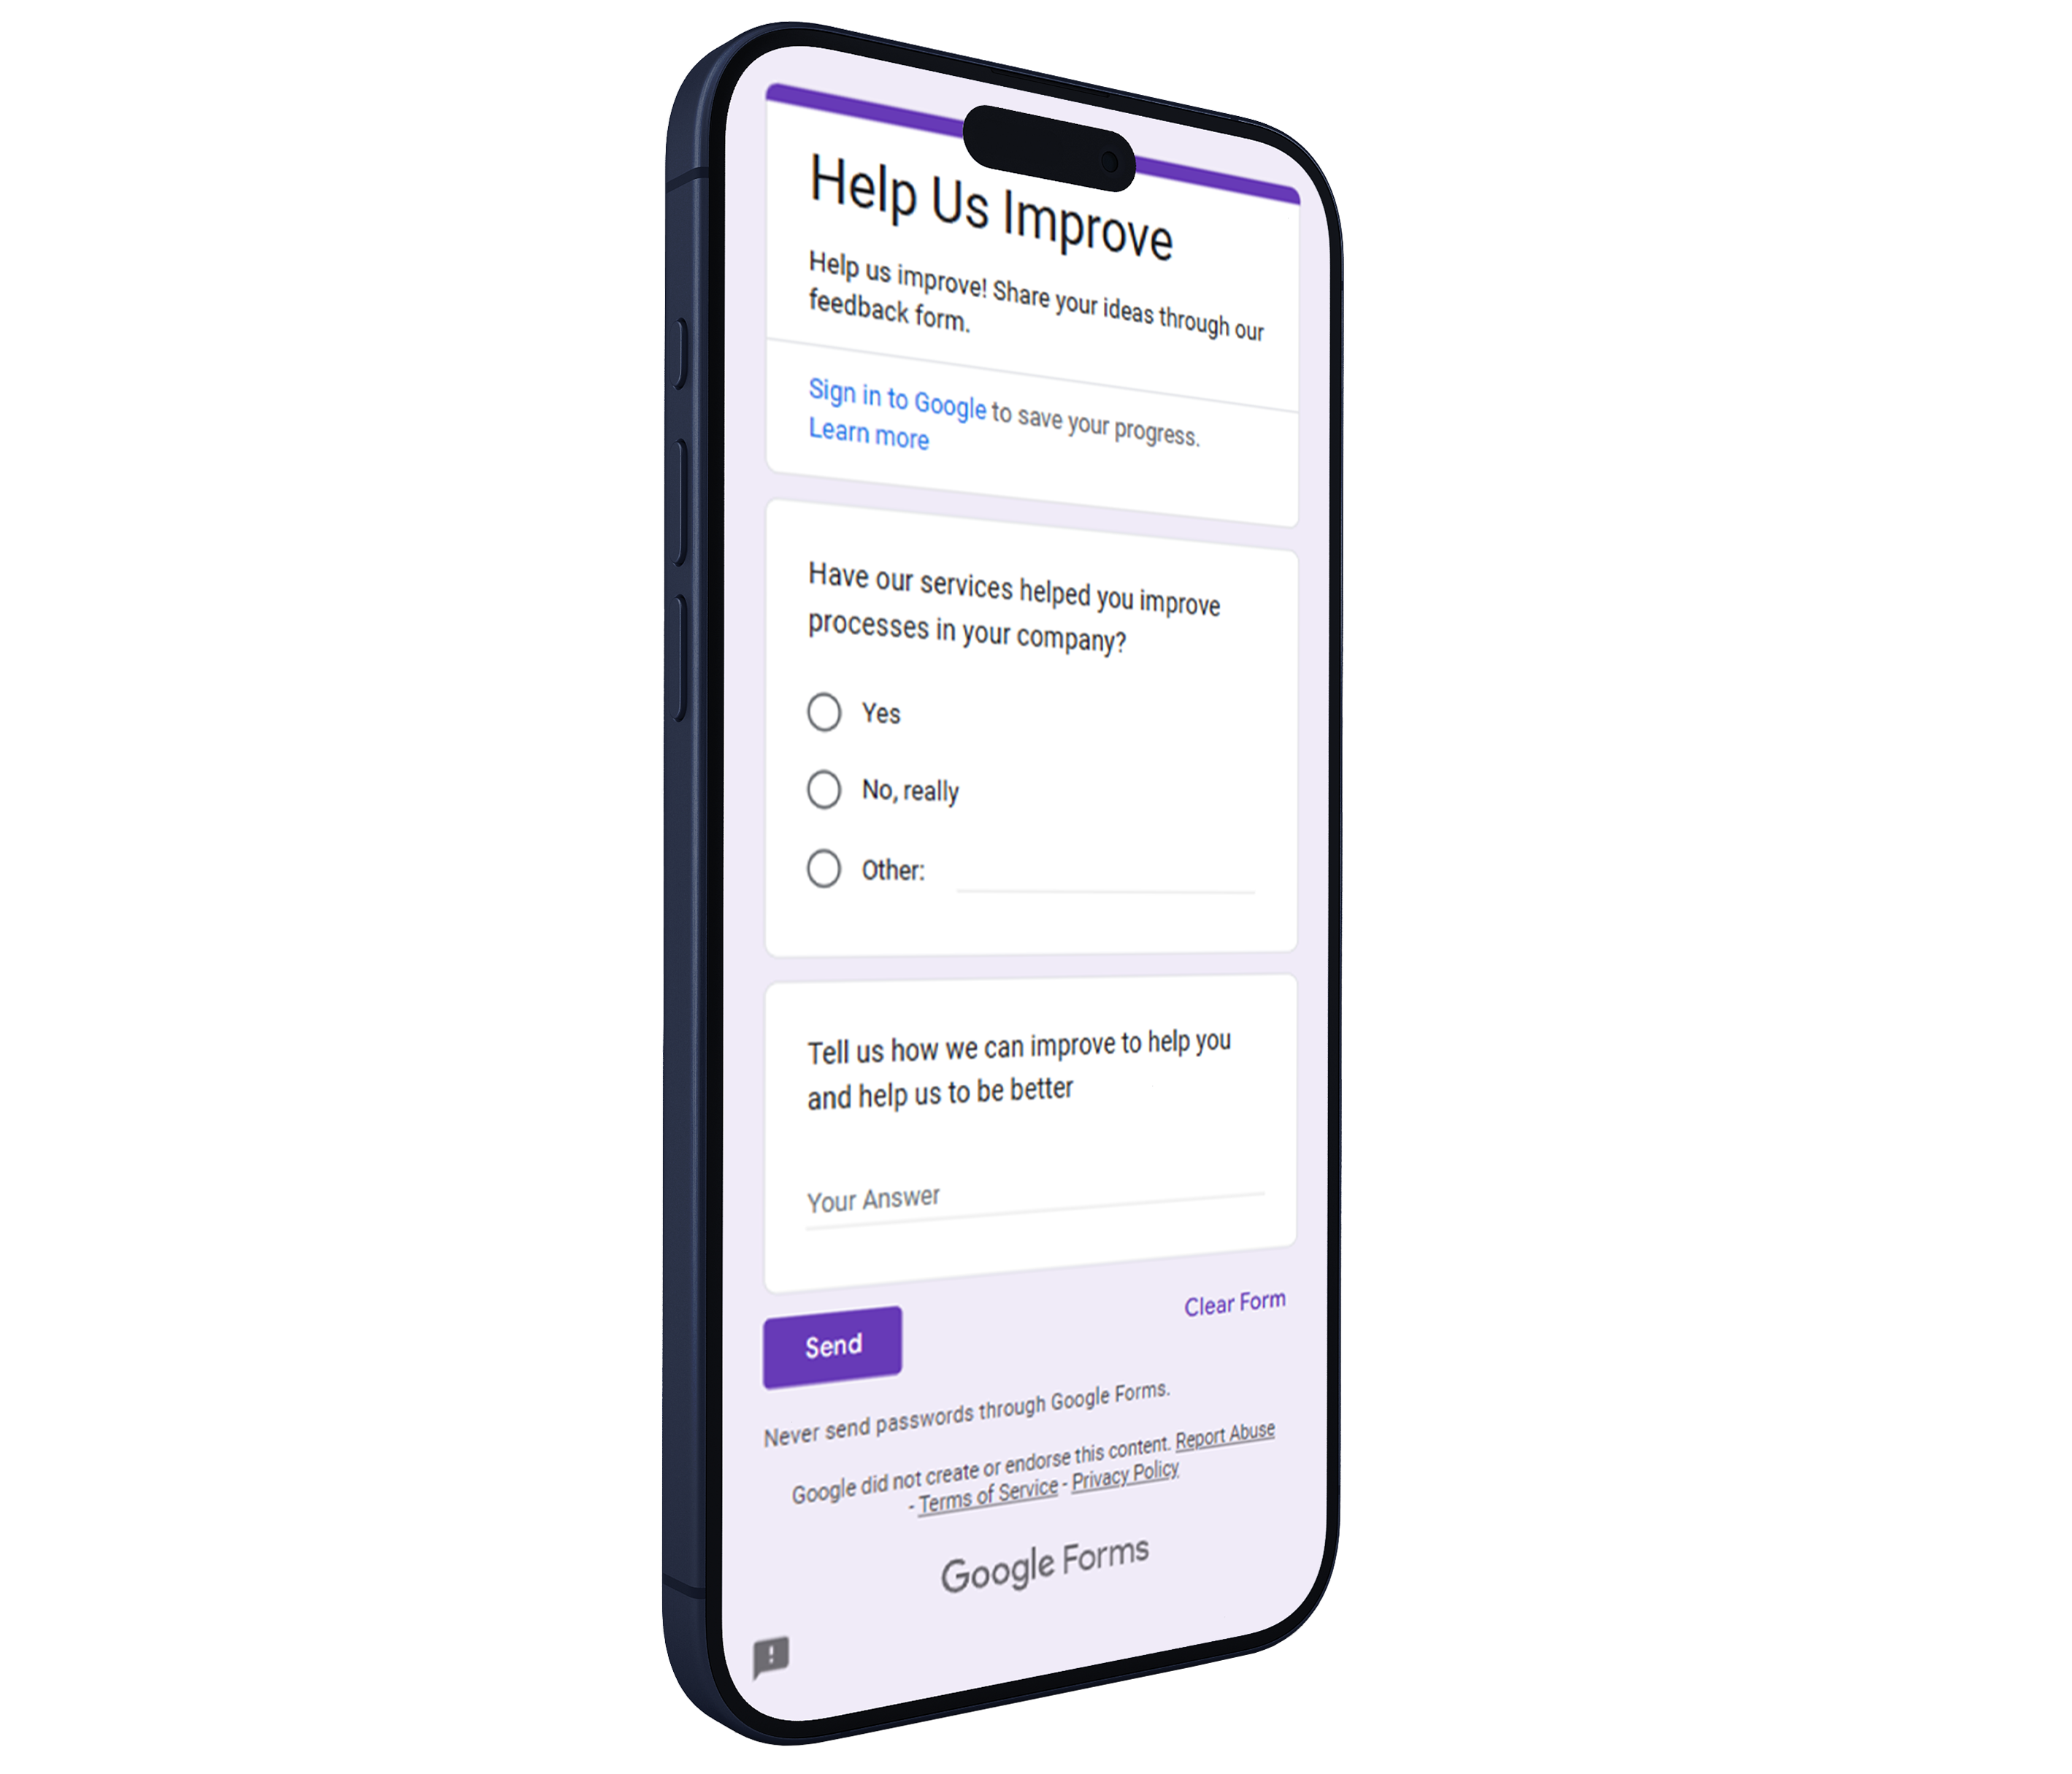 Help Us Improve
Help us improve! Share your ideas through our
feedback form.
Sign in to Google to save your progress.
Learn more
Have our services helped you improve
processes in your company?
Yes
No, really
Other:
Tell us how we can improve to help you
and help us to be better
Your Answer
Send
Clear Form
Never send passwords through Google Forms.
Google did not create or endorse this content. Report Abuse
- Terms of Service - Privacy Policy
Google Forms